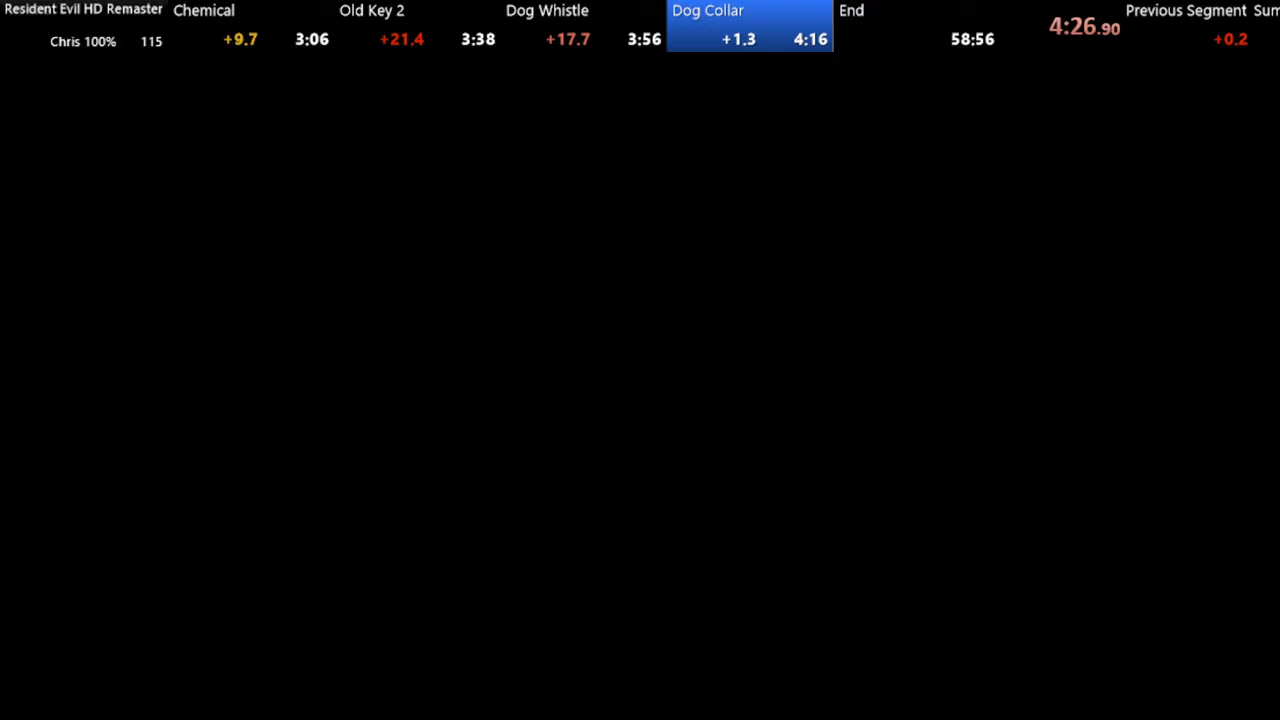 Resident Evil HD Remaster Chemical Old Key 2 Dog Whistle Dog Collar End 4:26.90 Previous Segment Sum
Chris 100% 115 +9.7 3:06 +21.4 3:38 +17.7 3:56 +1.3 4:16 58:56 +0.2